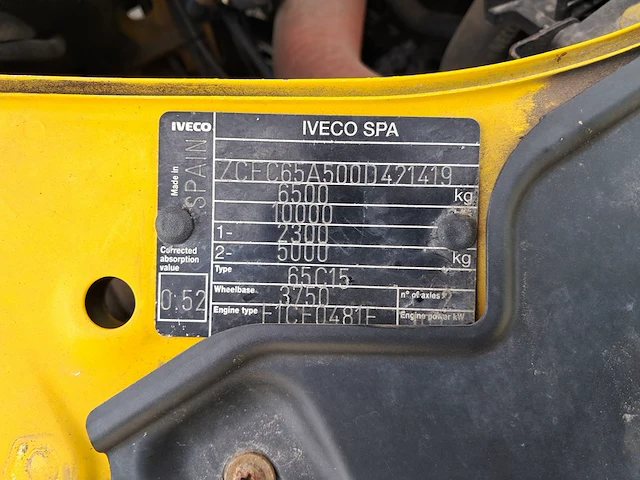 IVECO
IVECO SPA
Made in
SPAIN
ZCFC65A500D421419
6500 kg
10000
1- 2300
2- 5000 kg
Corrected
absorption
value
0.52
Type 65C15
Wheelbase 3750
n° of axles 2
Engine type F1CE0481F
Engine power kW